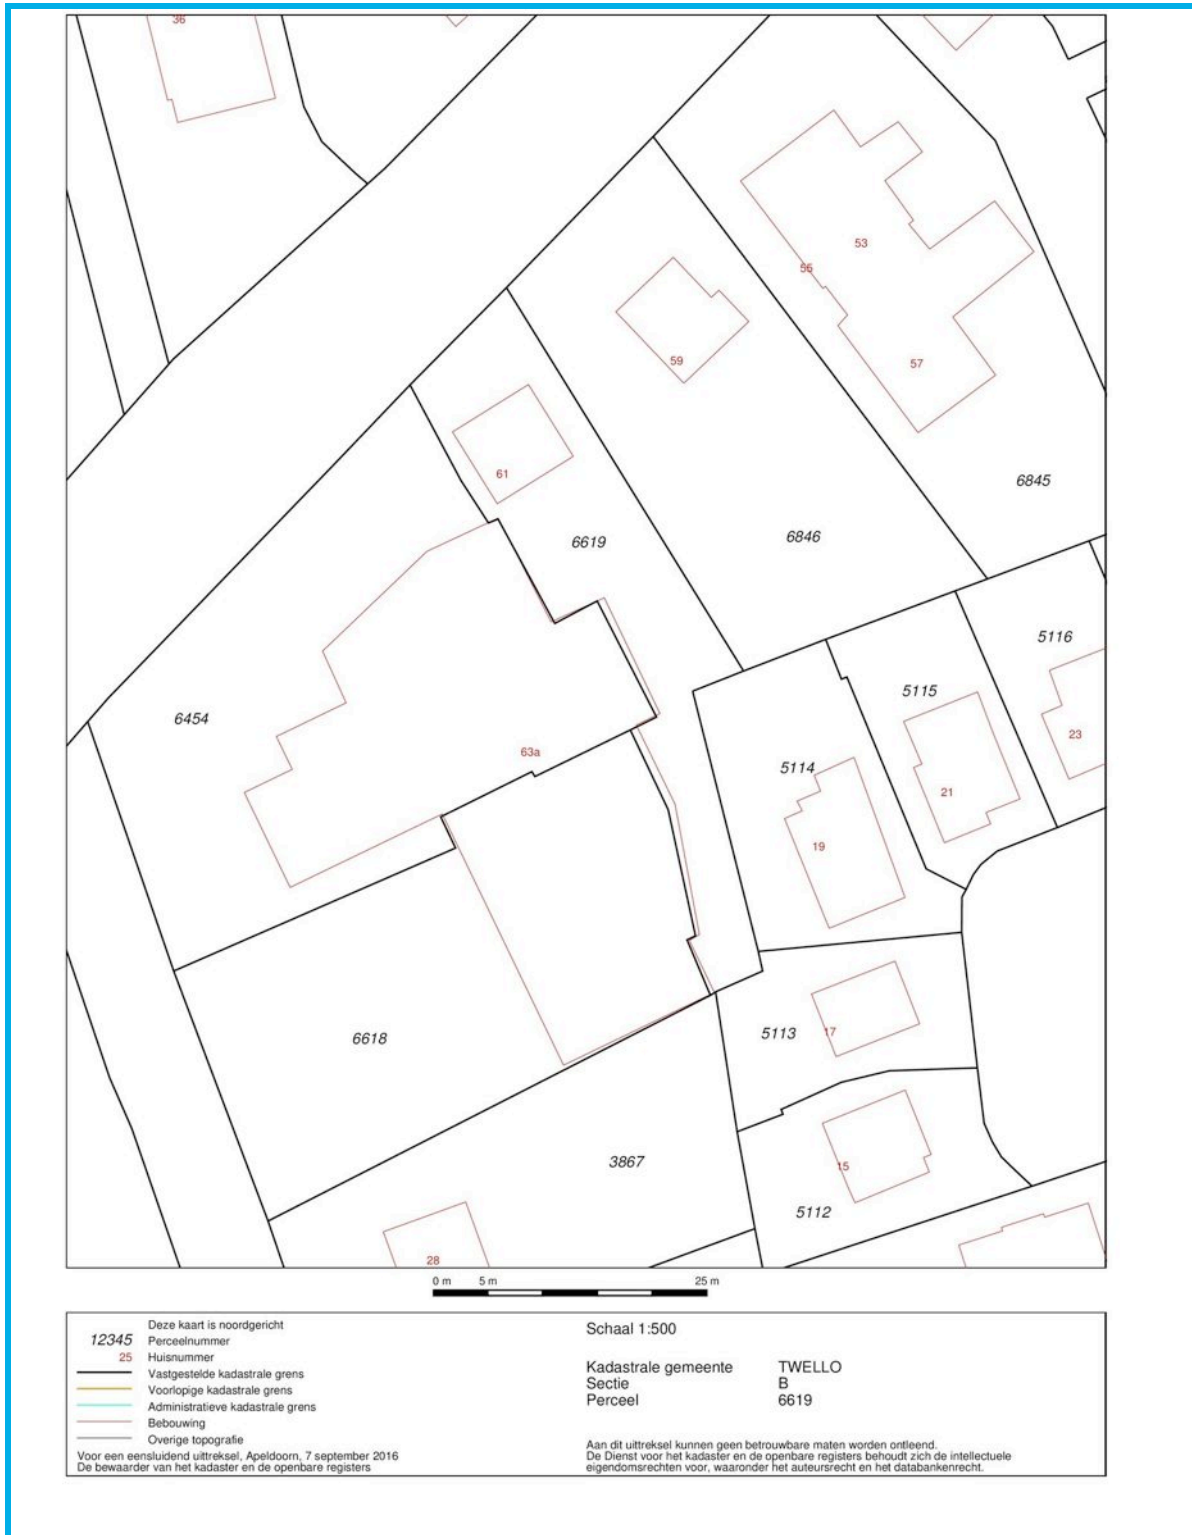 36
53
55
59
57
61
6845
6619
6846
5116
5115
6454
23
63a
5114
21
19
6618
17
5113
3867
15
5112
28
0 m 5 m 25 m
Deze kaart is noordgericht
12345 Perceelnummer
25 Huisnummer
Vastgestelde kadastrale grens
Voorlopige kadastrale grens
Administratieve kadastrale grens
Bebouwing
Overige topografie
Voor een eensluidend uittreksel, Apeldoorn, 7 september 2016
De bewaarder van het kadaster en de openbare registers
Schaal 1:500
Kadastrale gemeente TWELLO
Sectie B
Perceel 6619
Aan dit uittreksel kunnen geen betrouwbare maten worden ontleend.
De Dienst voor het kadaster en de openbare registers behoudt zich de intellectuele
eigendomsrechten voor, waaronder het auteursrecht en het databankenrecht.